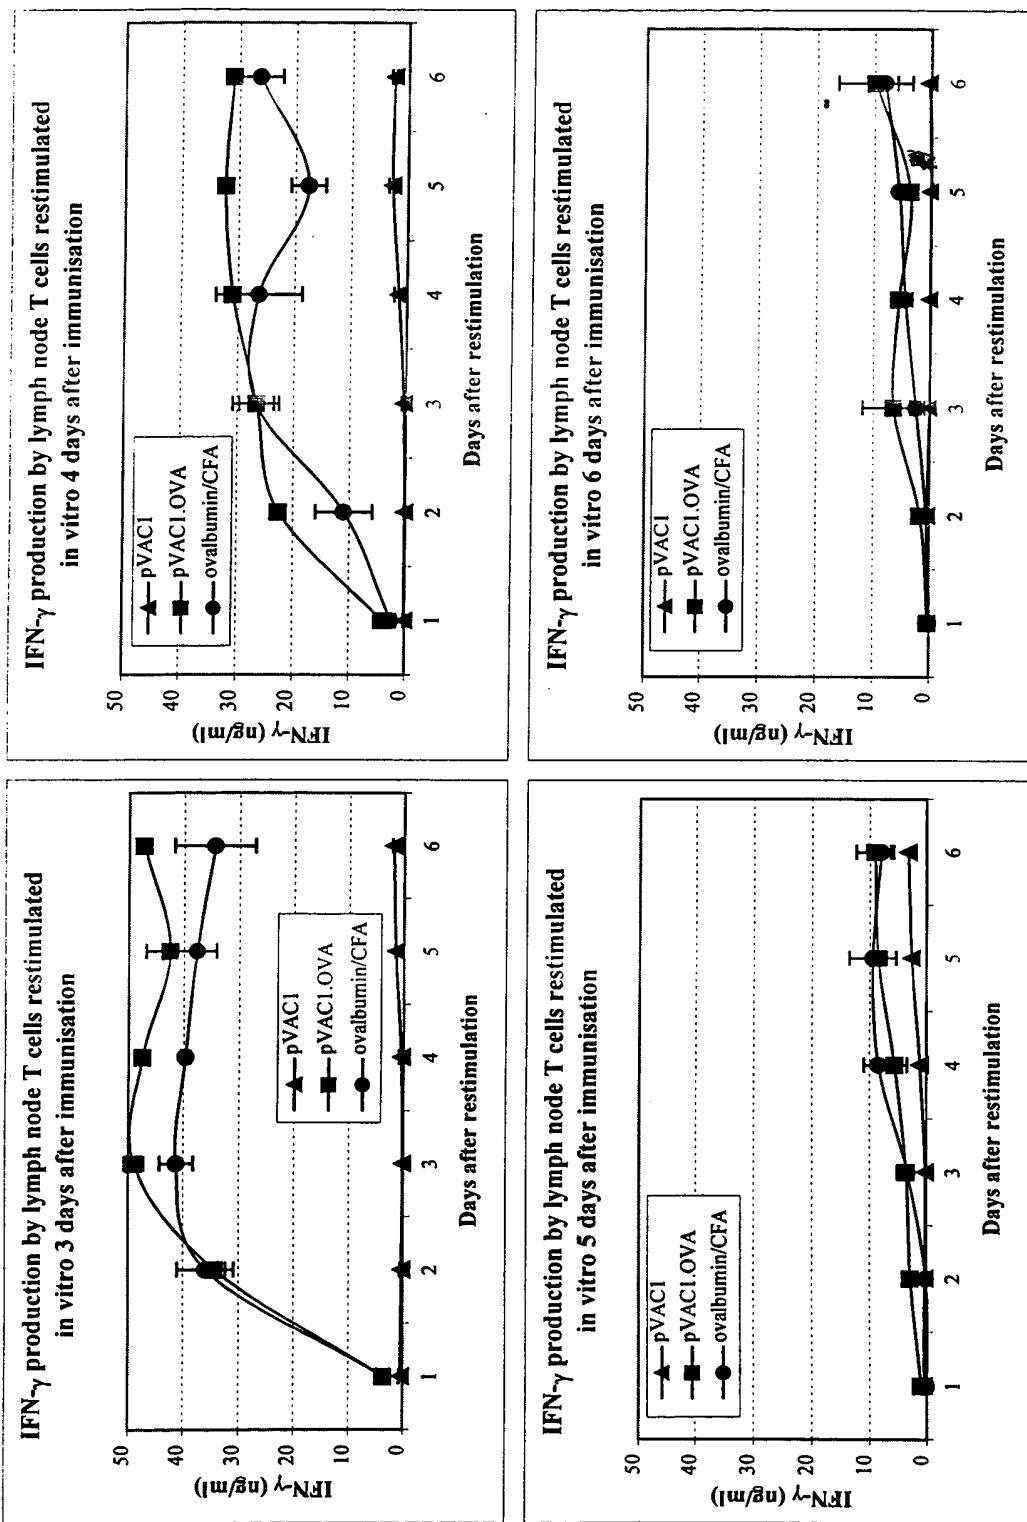 IFN-γ production by lymph node T cells restimulated
in vitro 3 days after immunisation
IFN-γ (ng/ml)
50
40
30
20
10
0
pVAC1
pVAC1.OVA
ovalbumin/CFA
1 2 3 4 5 6
Days after restimulation
IFN-γ production by lymph node T cells restimulated
in vitro 4 days after immunisation
IFN-γ (ng/ml)
50
40
30
20
10
0
pVAC1
pVAC1.OVA
ovalbumin/CFA
1 2 3 4 5 6
Days after restimulation
IFN-γ production by lymph node T cells restimulated
in vitro 5 days after immunisation
IFN-γ (ng/ml)
50
40
30
20
10
0
pVAC1
pVAC1.OVA
ovalbumin/CFA
1 2 3 4 5 6
Days after restimulation
IFN-γ production by lymph node T cells restimulated
in vitro 6 days after immunisation
IFN-γ (ng/ml)
50
40
30
20
10
0
pVAC1
pVAC1.OVA
ovalbumin/CFA
1 2 3 4 5 6
Days after restimulation